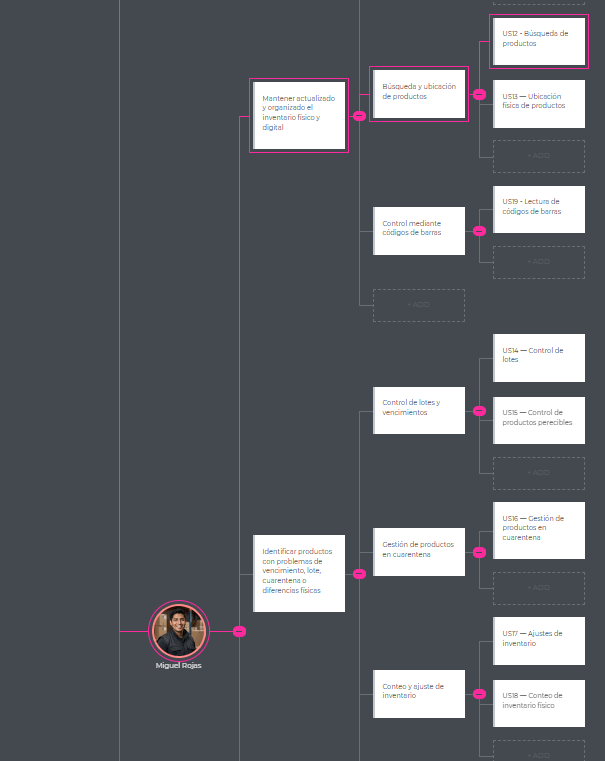 US12 - Búsqueda de
productos
Mantener actualizado
y organizado el
inventario físico y
digital
Búsqueda y ubicación
de productos
US13 — Ubicación
física de productos
+ ADD
US19 - Lectura de
códigos de barras
Control mediante
códigos de barras
+ ADD
+ ADD
US14 — Control de
lotes
Control de lotes y
vencimientos
US15 — Control de
productos perecibles
+ ADD
US16 — Gestión de
productos en
cuarentena
Gestión de productos
en cuarentena
Identificar productos
con problemas de
vencimiento, lote,
cuarentena o
diferencias físicas
+ ADD
US17 — Ajustes de
inventario
Miguel Rojas
Conteo y ajuste de
inventario
US18 — Conteo de
inventario físico
+ ADD